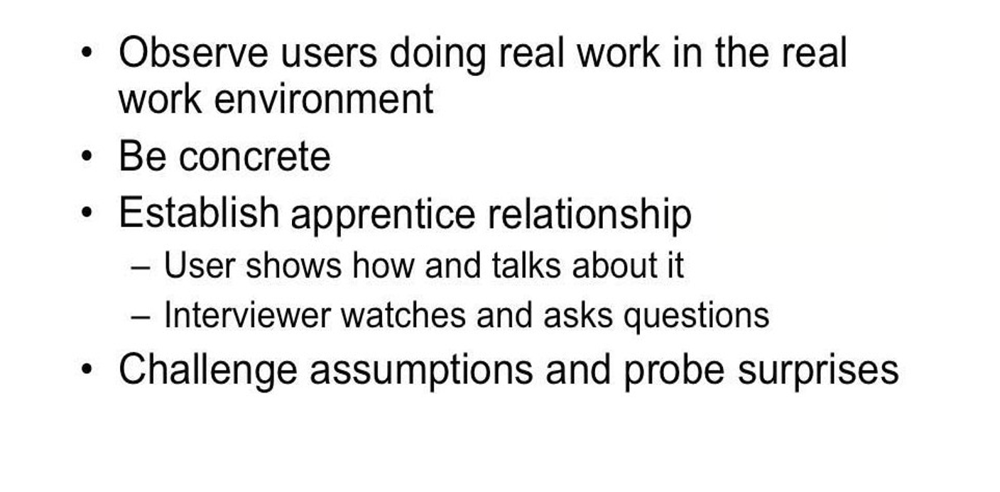 • Observe users doing real work in the real
work environment
• Be concrete
• Establish apprentice relationship
– User shows how and talks about it
– Interviewer watches and asks questions
• Challenge assumptions and probe surprises